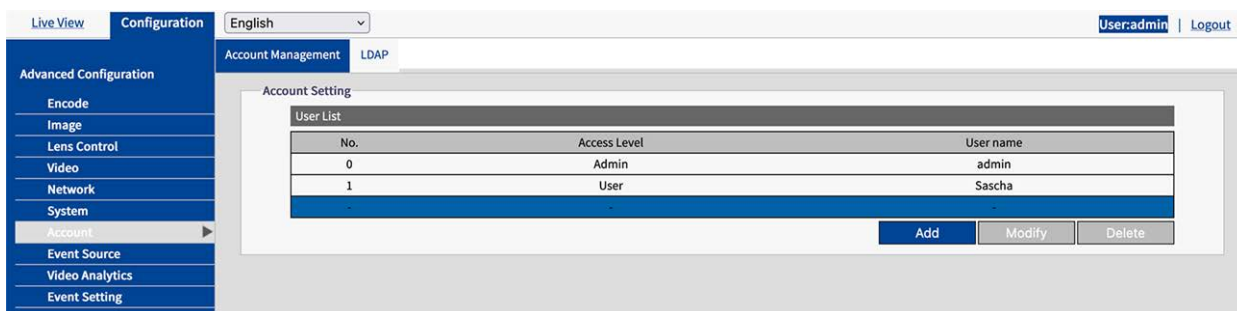 Live View Configuration English User:admin | Logout
Account Management LDAP
Advanced Configuration
Account Setting
Encode
User List
Image
No. Access Level User name
Lens Control
0 Admin admin
Video
1 User Sascha
Network
- - -
System
Add Modify Delete
Account
Event Source
Video Analytics
Event Setting